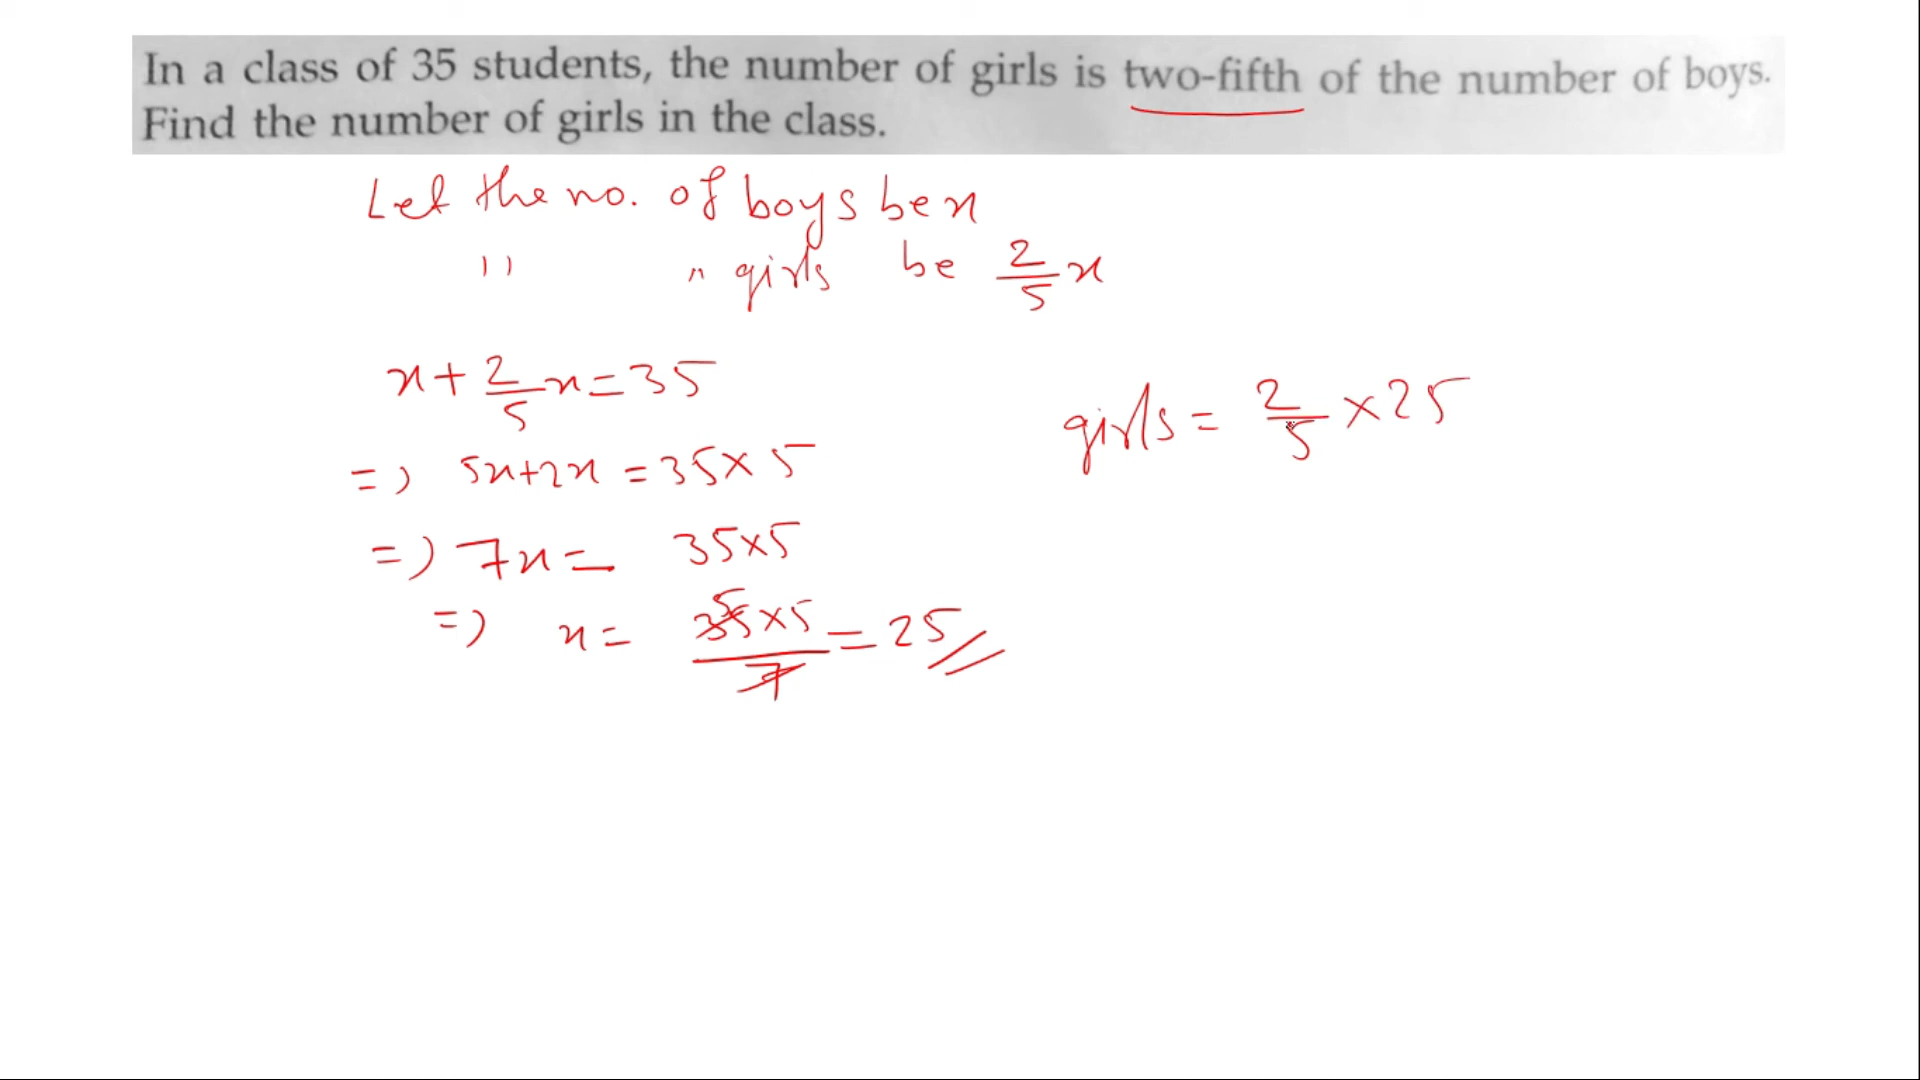 In a class of 35 students, the number of girls is two-fifth of the number of boys.
Find the number of girls in the class.
Let the no. of boys be x
" " girls be 2/5 x
x + 2/5 x = 35
=> 5x+2x = 35 × 5
=> 7x = 35×5
=> x = 35×5/7 = 25
5
girls = 2/5 × 25